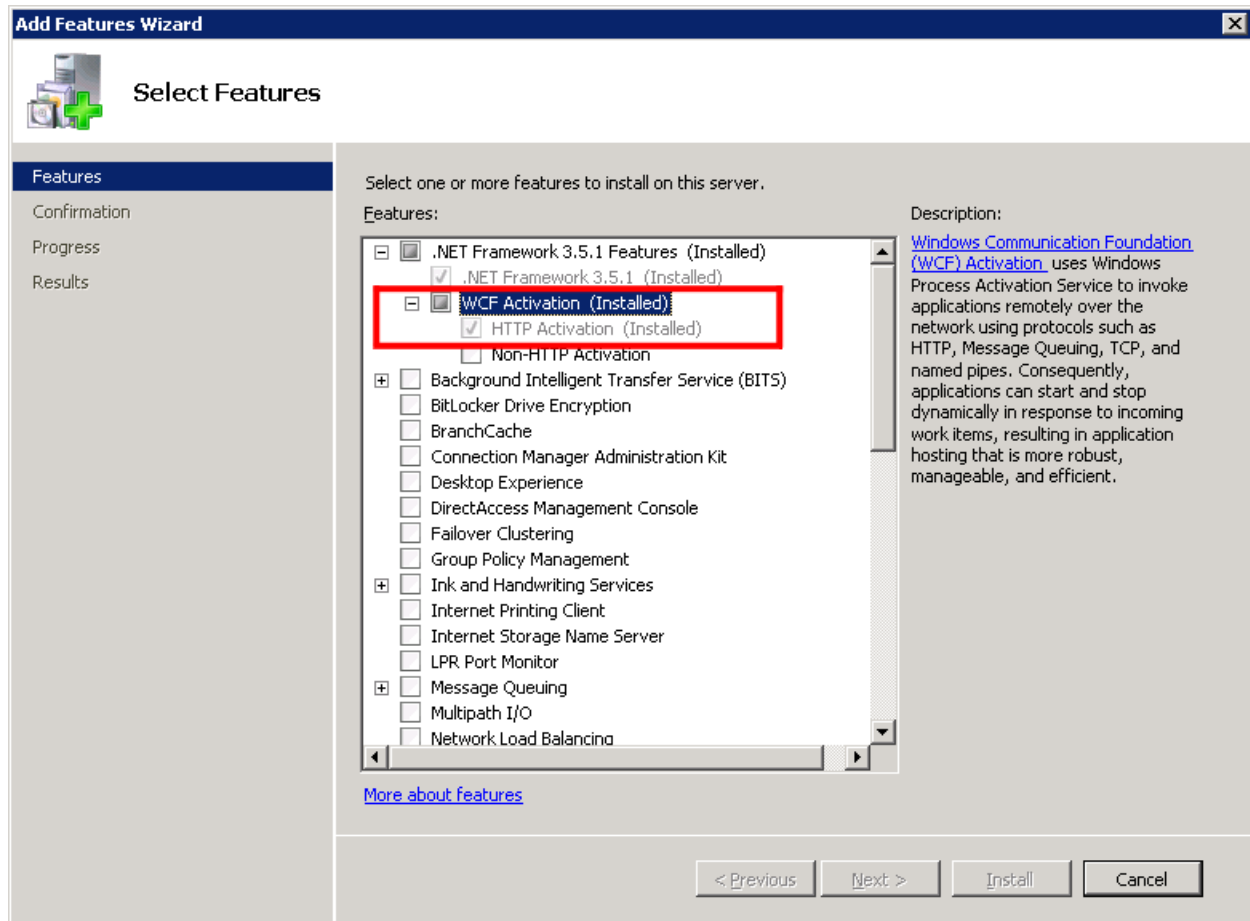 Add Features Wizard
Select Features
Features
Confirmation
Progress
Results
Select one or more features to install on this server.
Features:
.NET Framework 3.5.1 Features (Installed)
.NET Framework 3.5.1 (Installed)
WCF Activation (Installed)
HTTP Activation (Installed)
Non-HTTP Activation
Background Intelligent Transfer Service (BITS)
BitLocker Drive Encryption
BranchCache
Connection Manager Administration Kit
Desktop Experience
DirectAccess Management Console
Failover Clustering
Group Policy Management
Ink and Handwriting Services
Internet Printing Client
Internet Storage Name Server
LPR Port Monitor
Message Queuing
Multipath I/O
Network Load Balancing
More about features
Description:
Windows Communication Foundation
(WCF) Activation uses Windows
Process Activation Service to invoke
applications remotely over the
network using protocols such as
HTTP, Message Queuing, TCP, and
named pipes. Consequently,
applications can start and stop
dynamically in response to incoming
work items, resulting in application
hosting that is more robust,
manageable, and efficient.
< Previous
Next >
Install
Cancel